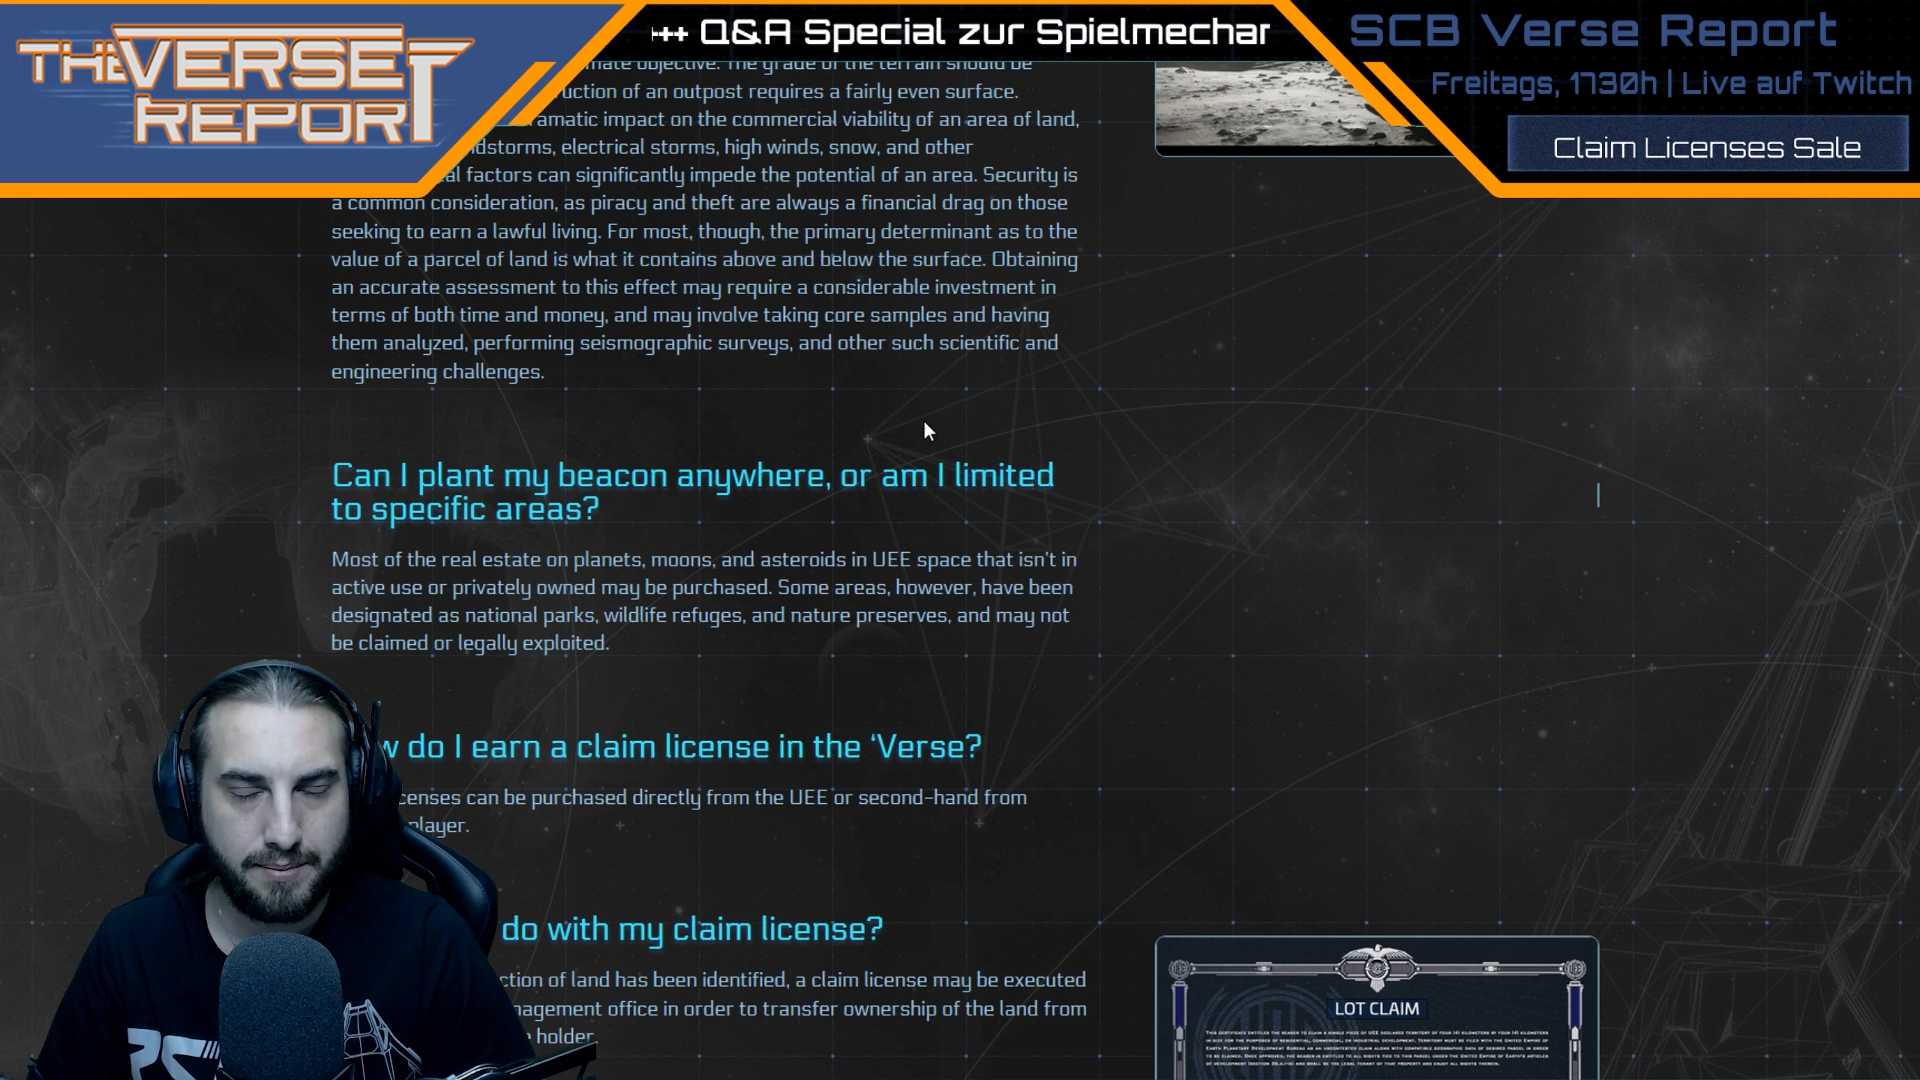 THE VERSE
REPORT
+++ Q&A Special zur Spielmechan
SCB Verse Report
Freitags, 1730h | Live auf Twitch
Claim Licenses Sale
mate objective. The grade of the terrain should be
uction of an outpost requires a fairly even surface.
ramatic impact on the commercial viability of an area of land,
dstorms, electrical storms, high winds, snow, and other
al factors can significantly impede the potential of an area. Security is
a common consideration, as piracy and theft are always a financial drag on those
seeking to earn a lawful living. For most, though, the primary determinant as to the
value of a parcel of land is what it contains above and below the surface. Obtaining
an accurate assessment to this effect may require a considerable investment in
terms of both time and money, and may involve taking core samples and having
them analyzed, performing seismographic surveys, and other such scientific and
engineering challenges.
Can I plant my beacon anywhere, or am I limited
to specific areas?
Most of the real estate on planets, moons, and asteroids in UEE space that isn't in
active use or privately owned may be purchased. Some areas, however, have been
designated as national parks, wildlife refuges, and nature preserves, and may not
be claimed or legally exploited.
w do I earn a claim license in the 'Verse?
censes can be purchased directly from the UEE or second-hand from
player.
do with my claim license?
ction of land has been identified, a claim license may be executed
nagement office in order to transfer ownership of the land from
holder.
LOT CLAIM